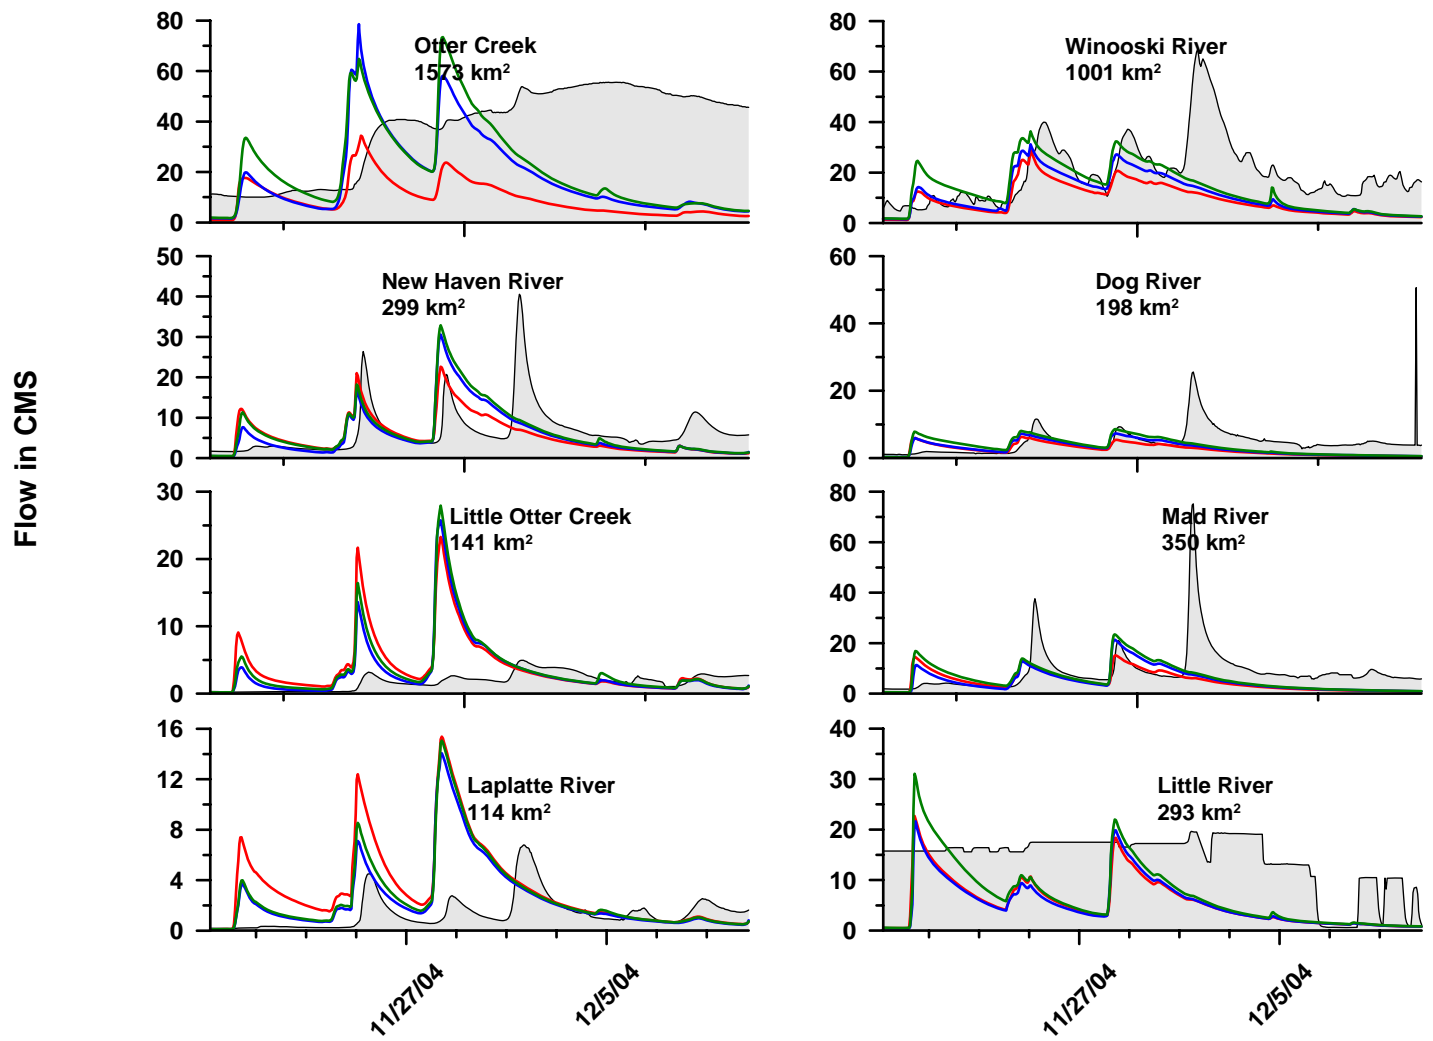 Flow in CMS
80
60
40
20
0
Otter Creek
1573 km²
80
60
40
20
0
Winooski River
1001 km²
50
40
30
20
10
0
New Haven River
299 km²
60
40
20
0
Dog River
198 km²
30
20
10
0
Little Otter Creek
141 km²
80
60
40
20
0
Mad River
350 km²
16
12
8
4
0
Laplatte River
114 km²
11/27/04
12/5/04
40
30
20
10
0
Little River
293 km²
11/27/04
12/5/04